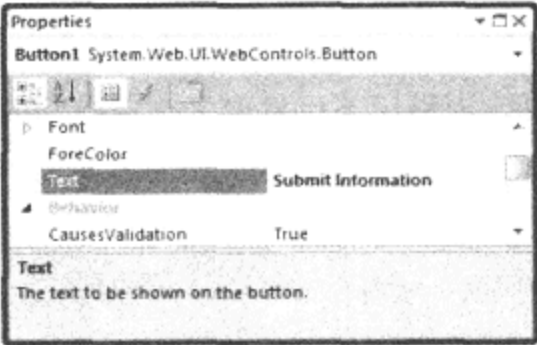 Properties
Button1 System.Web.UI.WebControls.Button
Font
ForeColor
Text Submit Information
Behavior
CausesValidation True
Text
The text to be shown on the button.